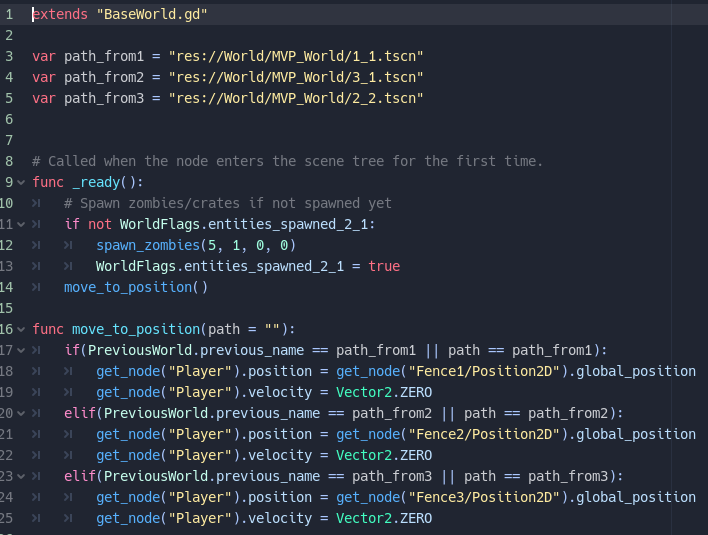 1 extends "BaseWorld.gd"
2
3 var path_from1 = "res://World/MVP_World/1_1.tscn"
4 var path_from2 = "res://World/MVP_World/3_1.tscn"
5 var path_from3 = "res://World/MVP_World/2_2.tscn"
6
7
8 # Called when the node enters the scene tree for the first time.
9 func _ready():
10 # Spawn zombies/crates if not spawned yet
11 if not WorldFlags.entities_spawned_2_1:
12 spawn_zombies(5, 1, 0, 0)
13 WorldFlags.entities_spawned_2_1 = true
14 move_to_position()
15
16 func move_to_position(path = ""):
17 if(PreviousWorld.previous_name == path_from1 || path == path_from1):
18 get_node("Player").position = get_node("Fence1/Position2D").global_position
19 get_node("Player").velocity = Vector2.ZERO
20 elif(PreviousWorld.previous_name == path_from2 || path == path_from2):
21 get_node("Player").position = get_node("Fence2/Position2D").global_position
22 get_node("Player").velocity = Vector2.ZERO
23 elif(PreviousWorld.previous_name == path_from3 || path == path_from3):
24 get_node("Player").position = get_node("Fence3/Position2D").global_position
25 get_node("Player").velocity = Vector2.ZERO